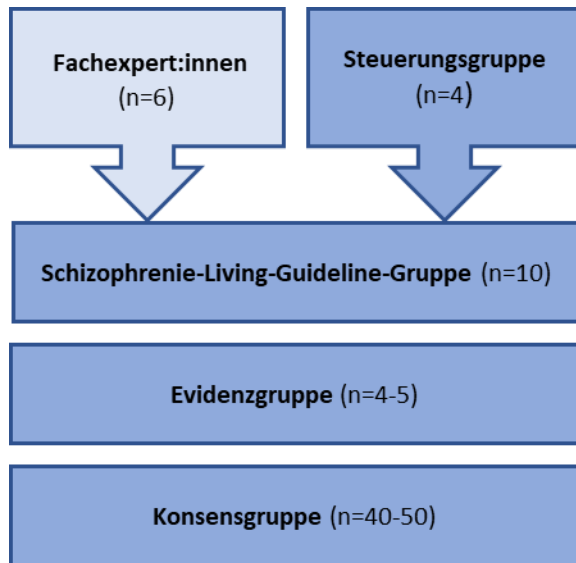 Fachexpert:innen
(n=6)
Steuerungsgruppe
(n=4)
Schizophrenie-Living-Guideline-Gruppe (n=10)
Evidenzgruppe (n=4-5)
Konsensgruppe (n=40-50)